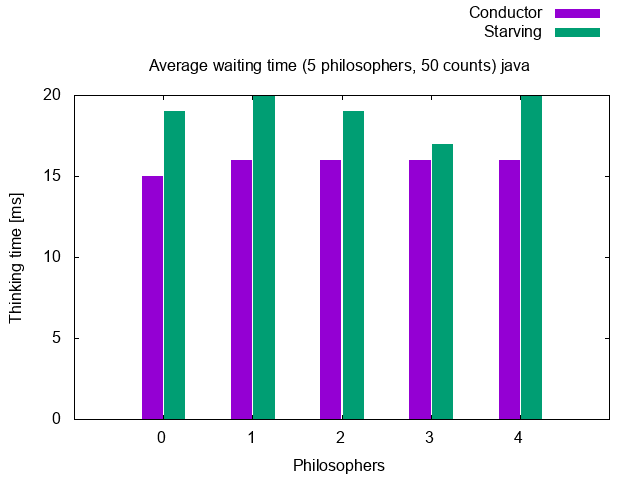 Conductor
Starving
Average waiting time (5 philosophers, 50 counts) java
20
15
10
5
0
Thinking time [ms]
0 1 2 3 4
Philosophers